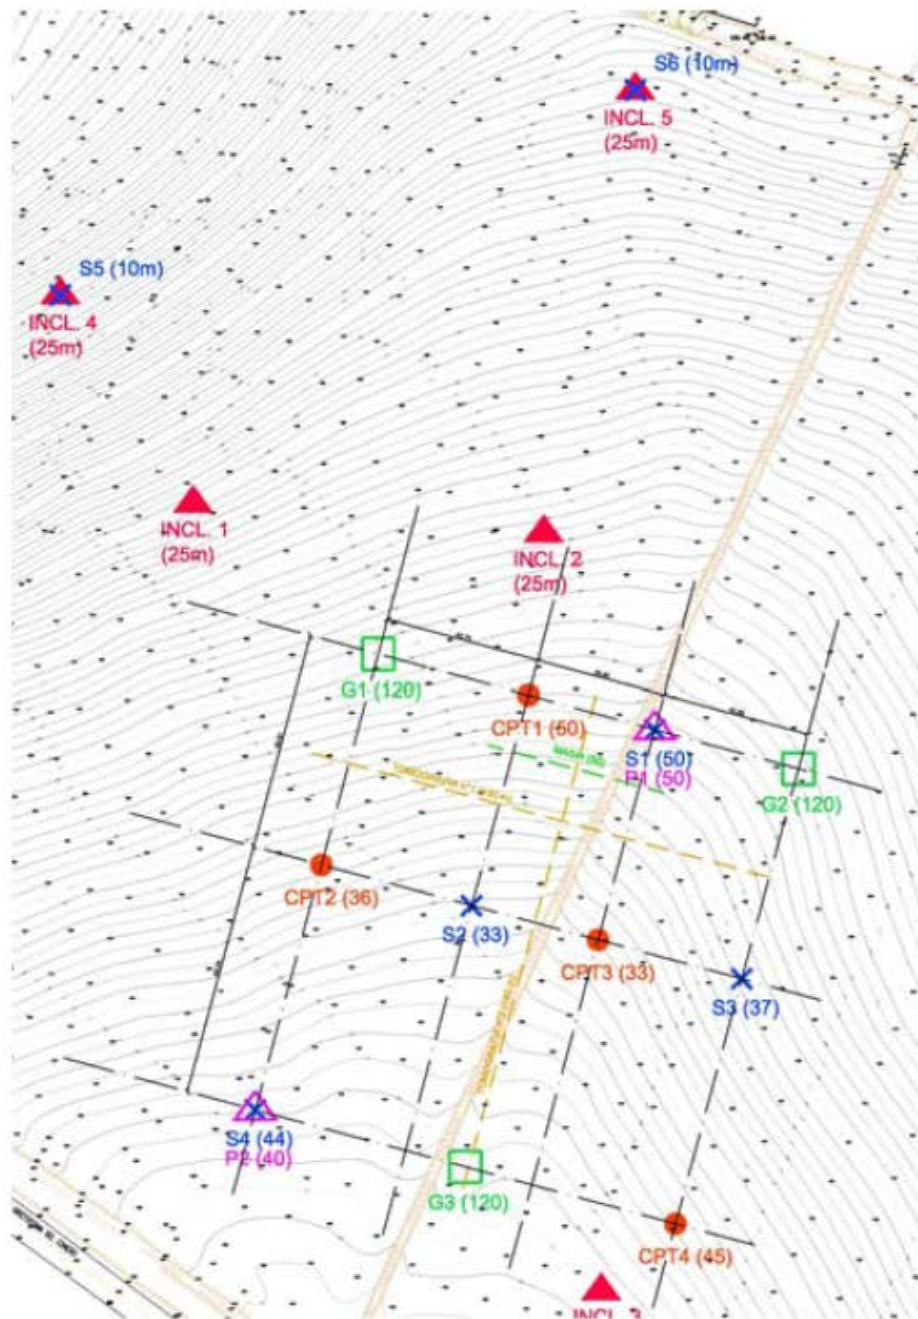 S6 (10m)
INCL. 5
(25m)
S5 (10m)
INCL. 4
(25m)
INCL. 1
(25m)
INCL. 2
(25m)
G1 (120)
CPT1 (50)
S1 (50)
P1 (50)
G2 (120)
CPT2 (36)
S2 (33)
CPT3 (33)
S3 (37)
S4 (44)
P2 (40)
G3 (120)
CPT4 (45)
INCL. 3